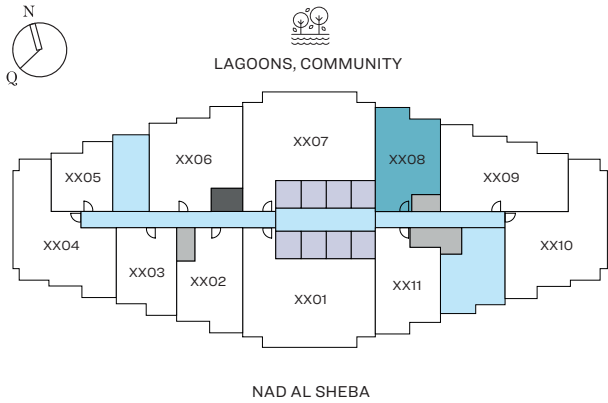 N
Q
LAGOONS, COMMUNITY
XX07
XX06
XX08
XX05
XX09
XX04
XX10
XX03
XX02
XX01
XX11
NAD AL SHEBA